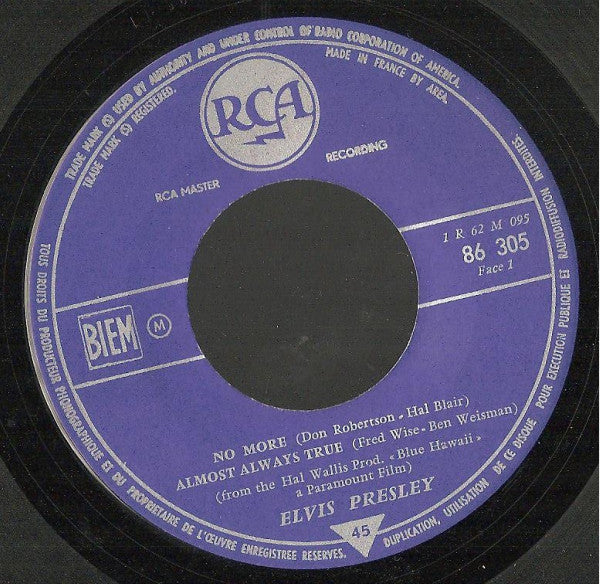 TRADE MARK (S) USED BY AUTHORITY AND UNDER CONTROL OF RADIO CORPORATION OF AMERICA.
TRADE MARK (S) REGISTERED.
MADE IN FRANCE BY AREA.
RCA
RCA MASTER RECORDING
1 R 62 M 095
86 305
Face 1
BIEM M
NO MORE (Don Robertson - Hal Blair)
ALMOST ALWAYS TRUE (Fred Wise - Ben Weisman)
(from the Hal Wallis Prod. « Blue Hawaii »
a Paramount Film)
ELVIS PRESLEY
45
TOUS DROITS DU PRODUCTEUR PHONOGRAPHIQUE ET DU PROPRIETAIRE DE L'ŒUVRE ENREGISTREE RESERVES.
DUPLICATION, UTILISATION DE CE DISQUE POUR EXECUTION PUBLIQUE ET RADIODIFFUSION INTERDITES.